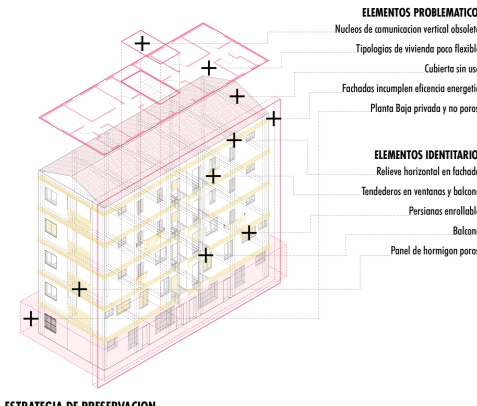 ELEMENTOS PROBLEMATICO
Nucleos de comunicacion vertical obsolet
Tipologias de vivienda poco flexibl
Cubierta sin us
Fachadas incumplen eficencia energeti
Planta Baja privada y no poros
ELEMENTOS IDENTITARIO
Relieve horizontal en fachad
Tendederos en ventanas y balcon
Persianas enrollabl
Balcon
Panel de hormigon poros
ESTRATEGIA DE PRESERVACION